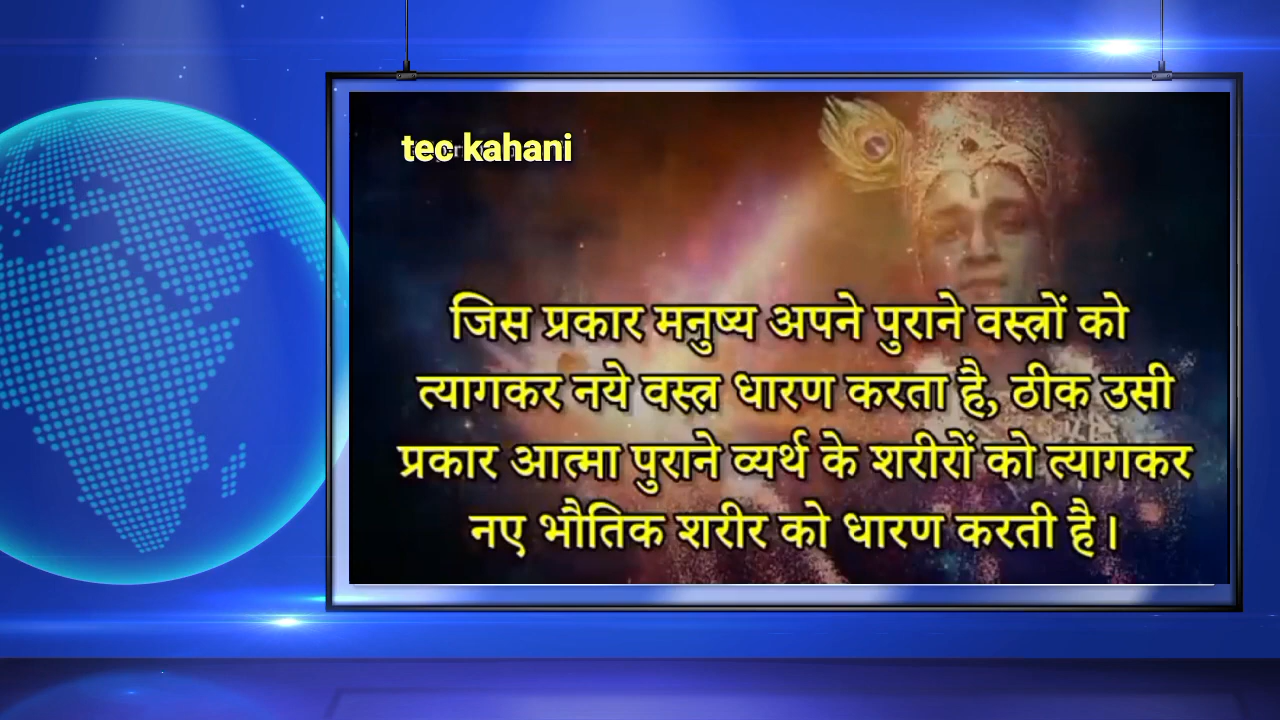 tec kahani
जिस प्रकार मनुष्य अपने पुराने वस्त्रों को
त्यागकर नये वस्त्र धारण करता है, ठीक उसी
प्रकार आत्मा पुराने व्यर्थ के शरीरों को त्यागकर
नए भौतिक शरीर को धारण करती है।